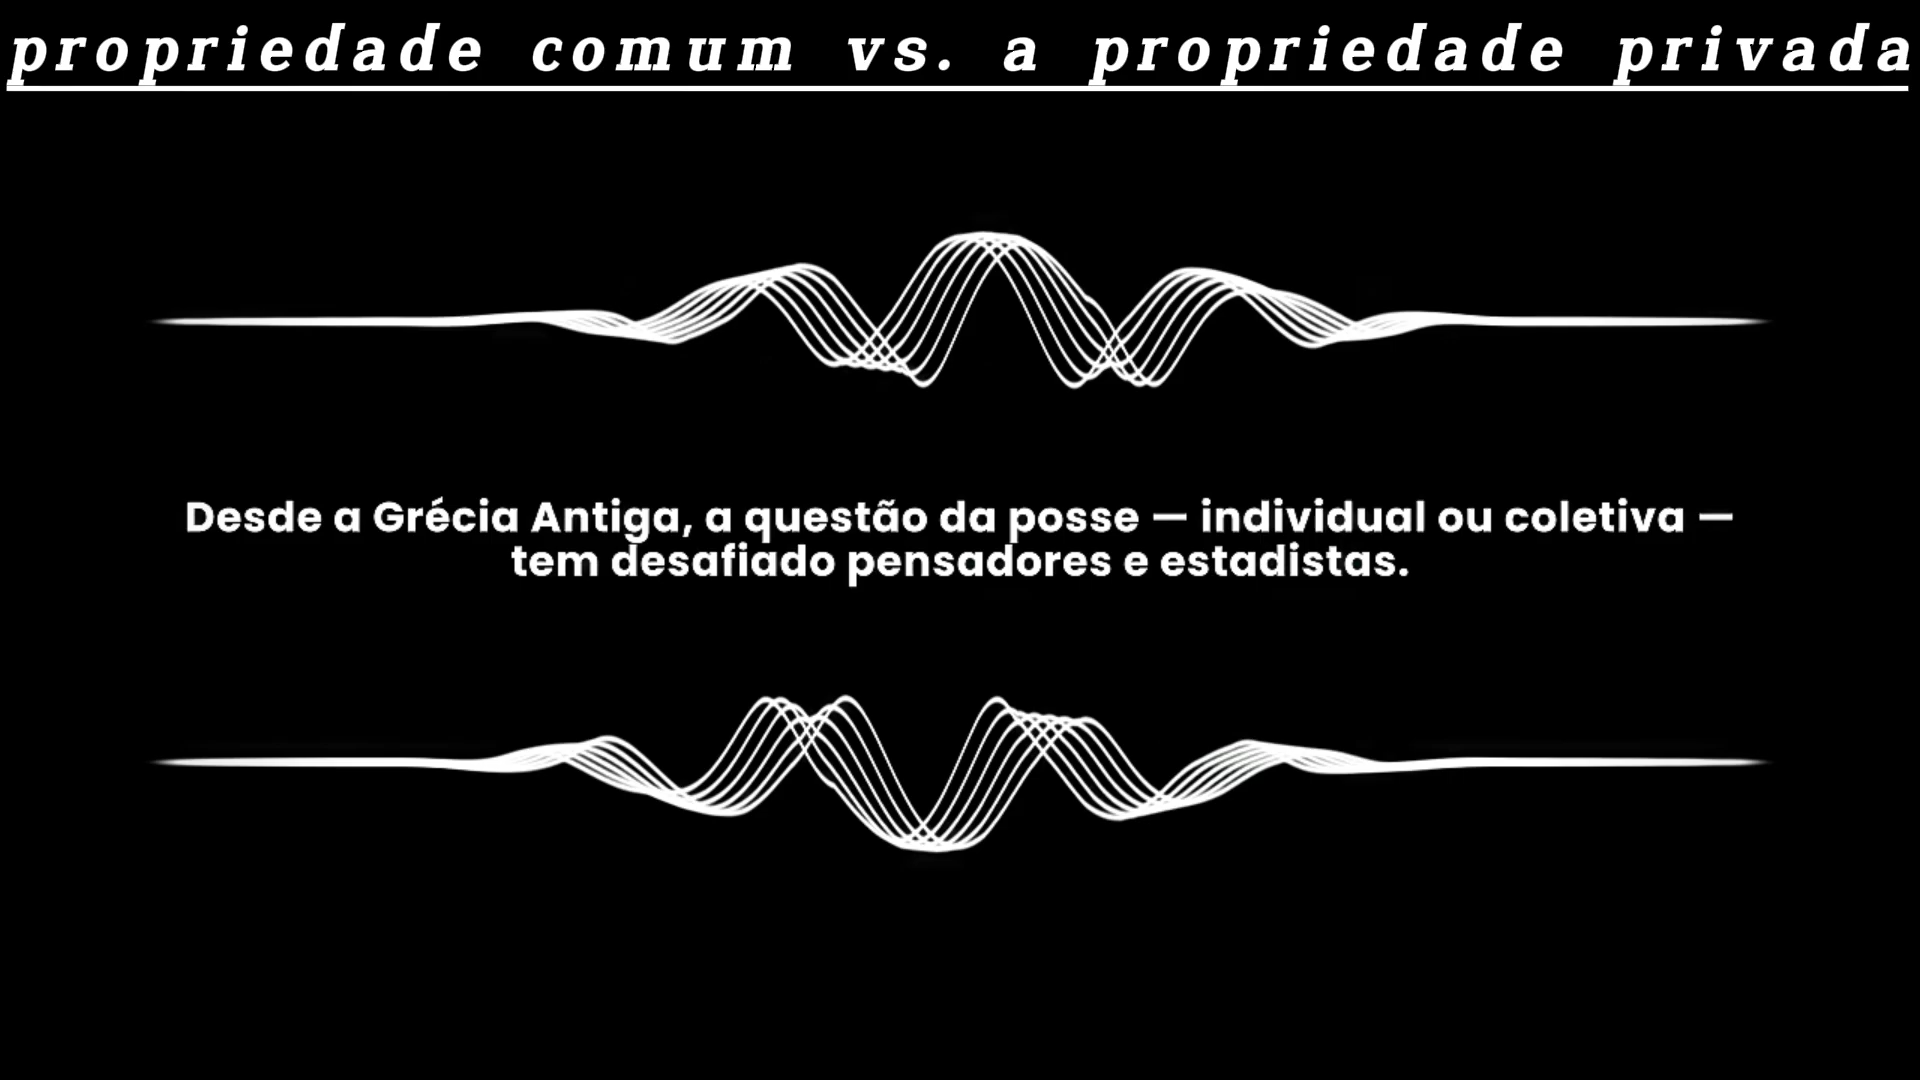 propriedade comum vs. a propriedade privada
Desde a Grécia Antiga, a questão da posse — individual ou coletiva —
tem desafiado pensadores e estadistas.